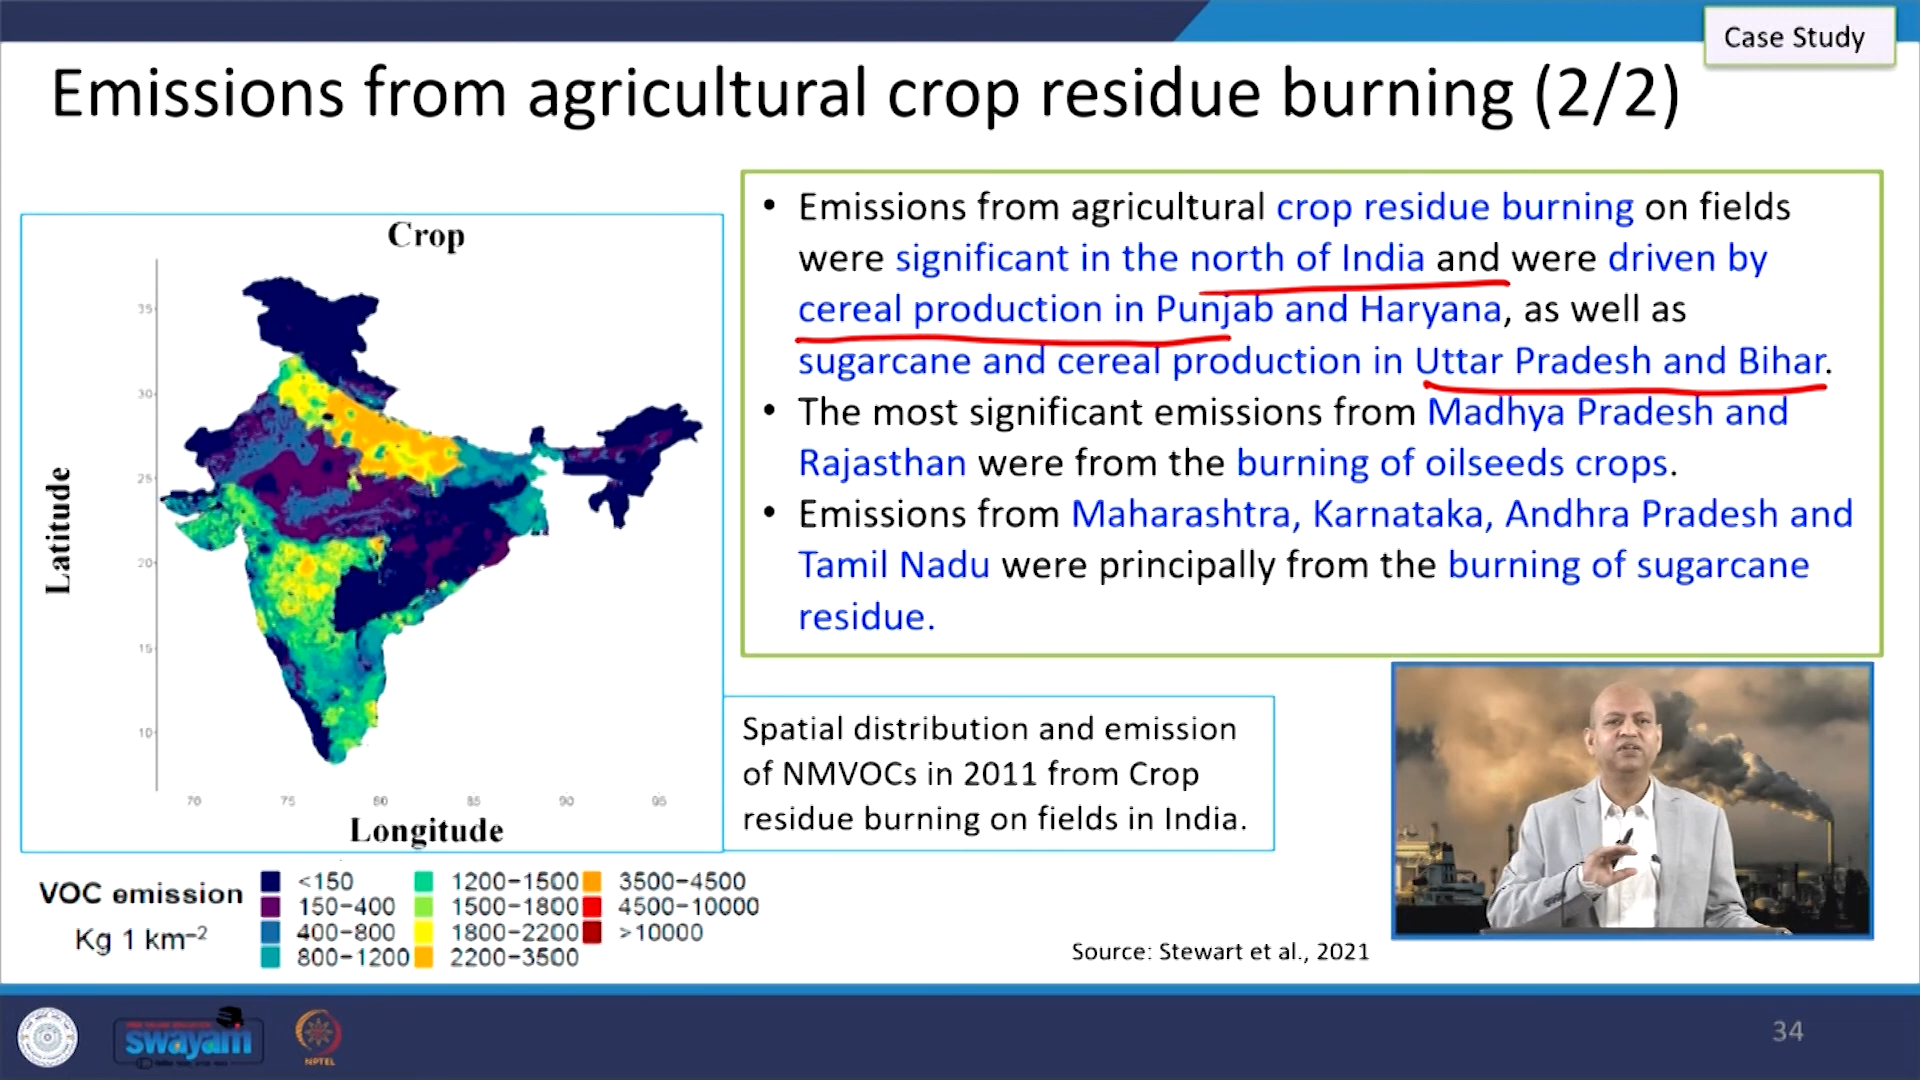 Case Study
Emissions from agricultural crop residue burning (2/2)
Crop
35
30
25
20
15
10
Latitude
70 75 80 85 90 95
Longitude
VOC emission
Kg 1 km−2
<150
150−400
400−800
800−1200
1200−1500
1500−1800
1800−2200
2200−3500
3500−4500
4500−10000
>10000
• Emissions from agricultural crop residue burning on fields
were significant in the north of India and were driven by
cereal production in Punjab and Haryana, as well as
sugarcane and cereal production in Uttar Pradesh and Bihar.
• The most significant emissions from Madhya Pradesh and
Rajasthan were from the burning of oilseeds crops.
• Emissions from Maharashtra, Karnataka, Andhra Pradesh and
Tamil Nadu were principally from the burning of sugarcane
residue.
Spatial distribution and emission
of NMVOCs in 2011 from Crop
residue burning on fields in India.
Source: Stewart et al., 2021
swayam
NPTEL
34